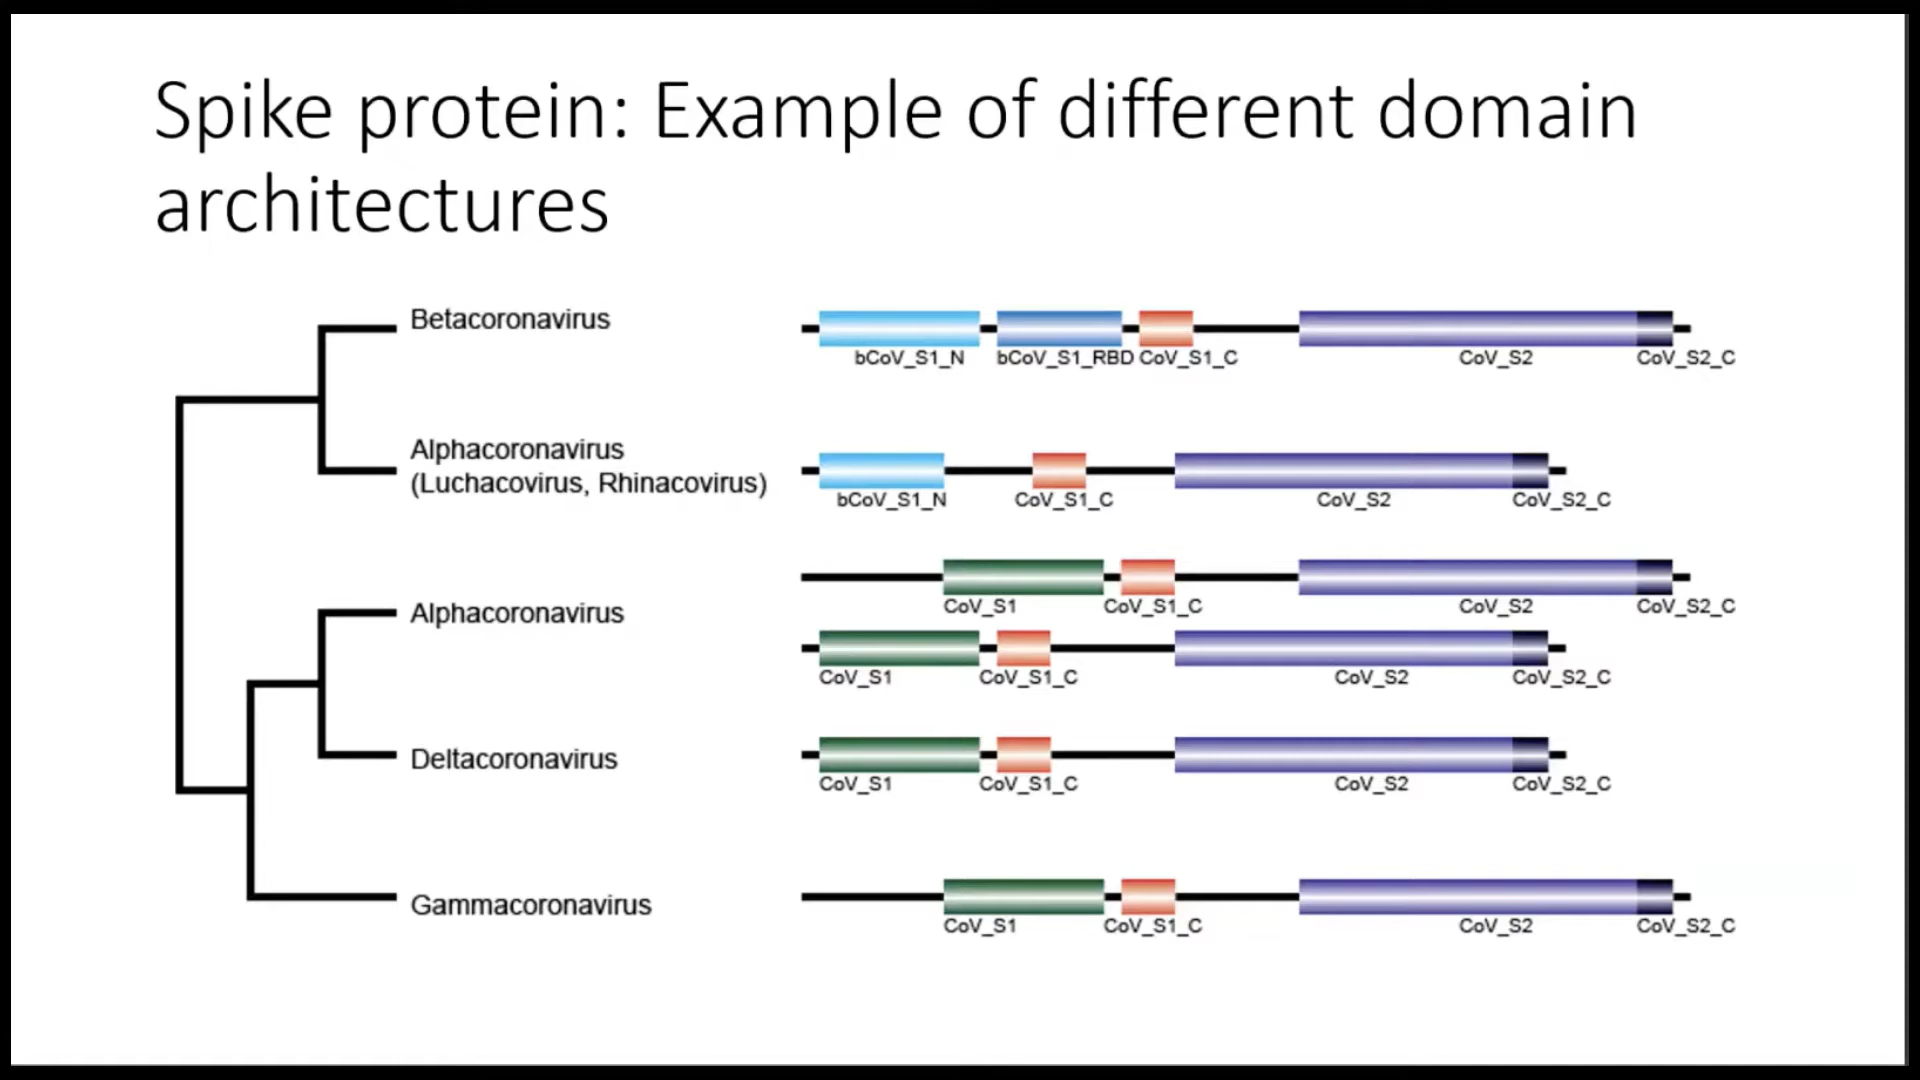 Spike protein: Example of different domain
architectures
Betacoronavirus
bCoV_S1_N bCoV_S1_RBD CoV_S1_C CoV_S2 CoV_S2_C
Alphacoronavirus
(Luchacovirus, Rhinacovirus)
bCoV_S1_N CoV_S1_C CoV_S2 CoV_S2_C
Alphacoronavirus
CoV_S1 CoV_S1_C CoV_S2 CoV_S2_C
CoV_S1 CoV_S1_C CoV_S2 CoV_S2_C
Deltacoronavirus
CoV_S1 CoV_S1_C CoV_S2 CoV_S2_C
Gammacoronavirus
CoV_S1 CoV_S1_C CoV_S2 CoV_S2_C